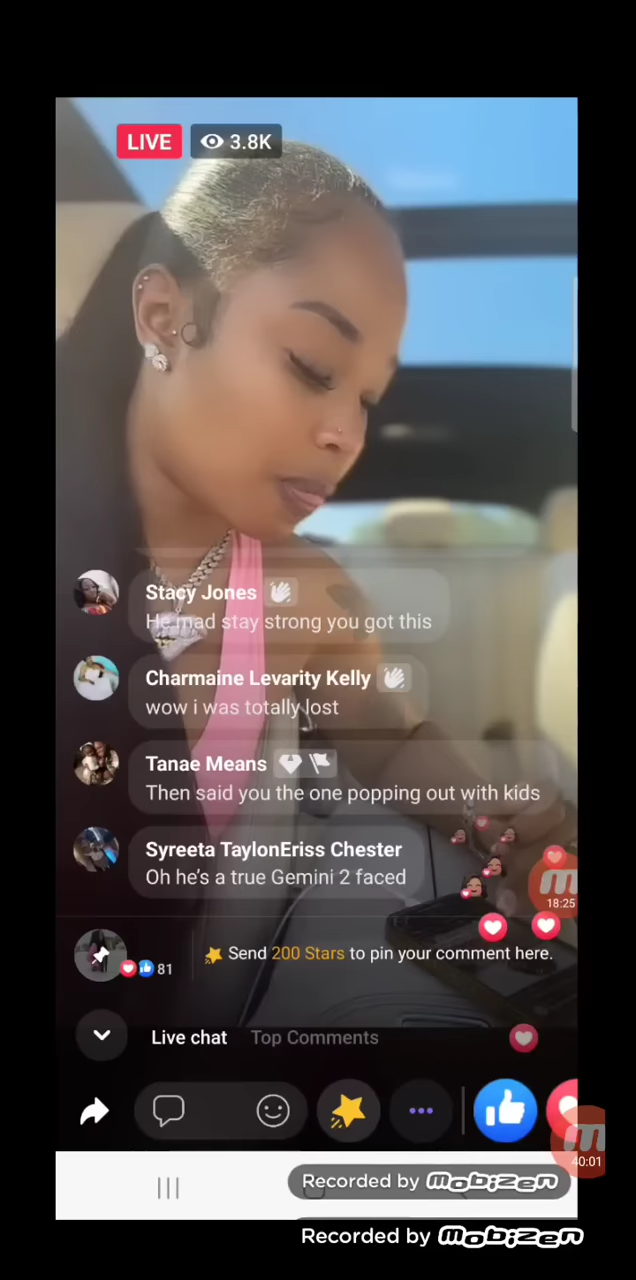 LIVE
3.8K
Stacy Jones
He mad stay strong you got this
Charmaine Levarity Kelly
wow i was totally lost
Tanae Means
Then said you the one popping out with kids
Syreeta TaylonEriss Chester
Oh he's a true Gemini 2 faced
18:25
81
Send 200 Stars to pin your comment here.
Live chat Top Comments
40:01
Recorded by mobizen
Recorded by mobizen